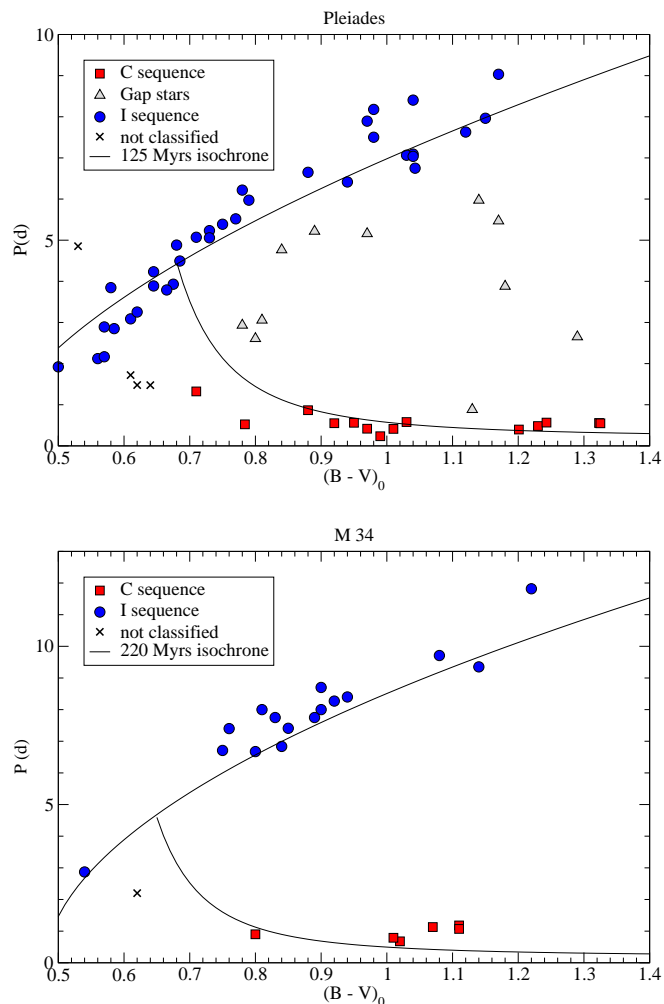 Pleiades
10
5
0
P(d)
C sequence
Gap stars
I sequence
not classified
125 Myrs isochrone
0.5 0.6 0.7 0.8 0.9 1 1.1 1.2 1.3 1.4
(B - V)0
M 34
10
5
0
P (d)
C sequence
I sequence
not classified
220 Myrs isochrone
0.5 0.6 0.7 0.8 0.9 1 1.1 1.2 1.3 1.4
(B - V)0